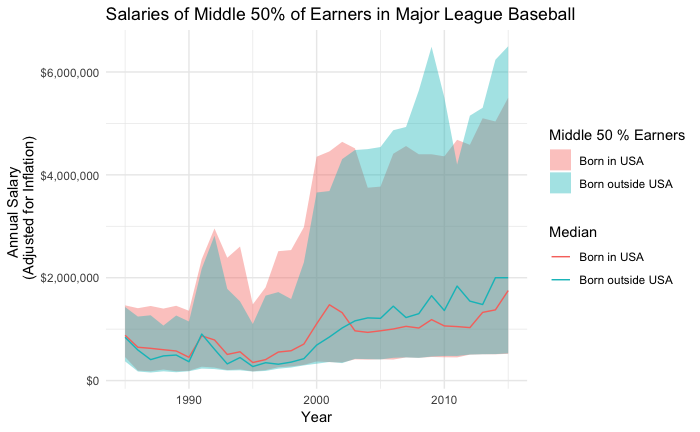 Salaries of Middle 50% of Earners in Major League Baseball
$6,000,000
$4,000,000
$2,000,000
$0
Annual Salary
(Adjusted for Inflation)
1990
2000
2010
Year
Middle 50 % Earners
Born in USA
Born outside USA
Median
Born in USA
Born outside USA